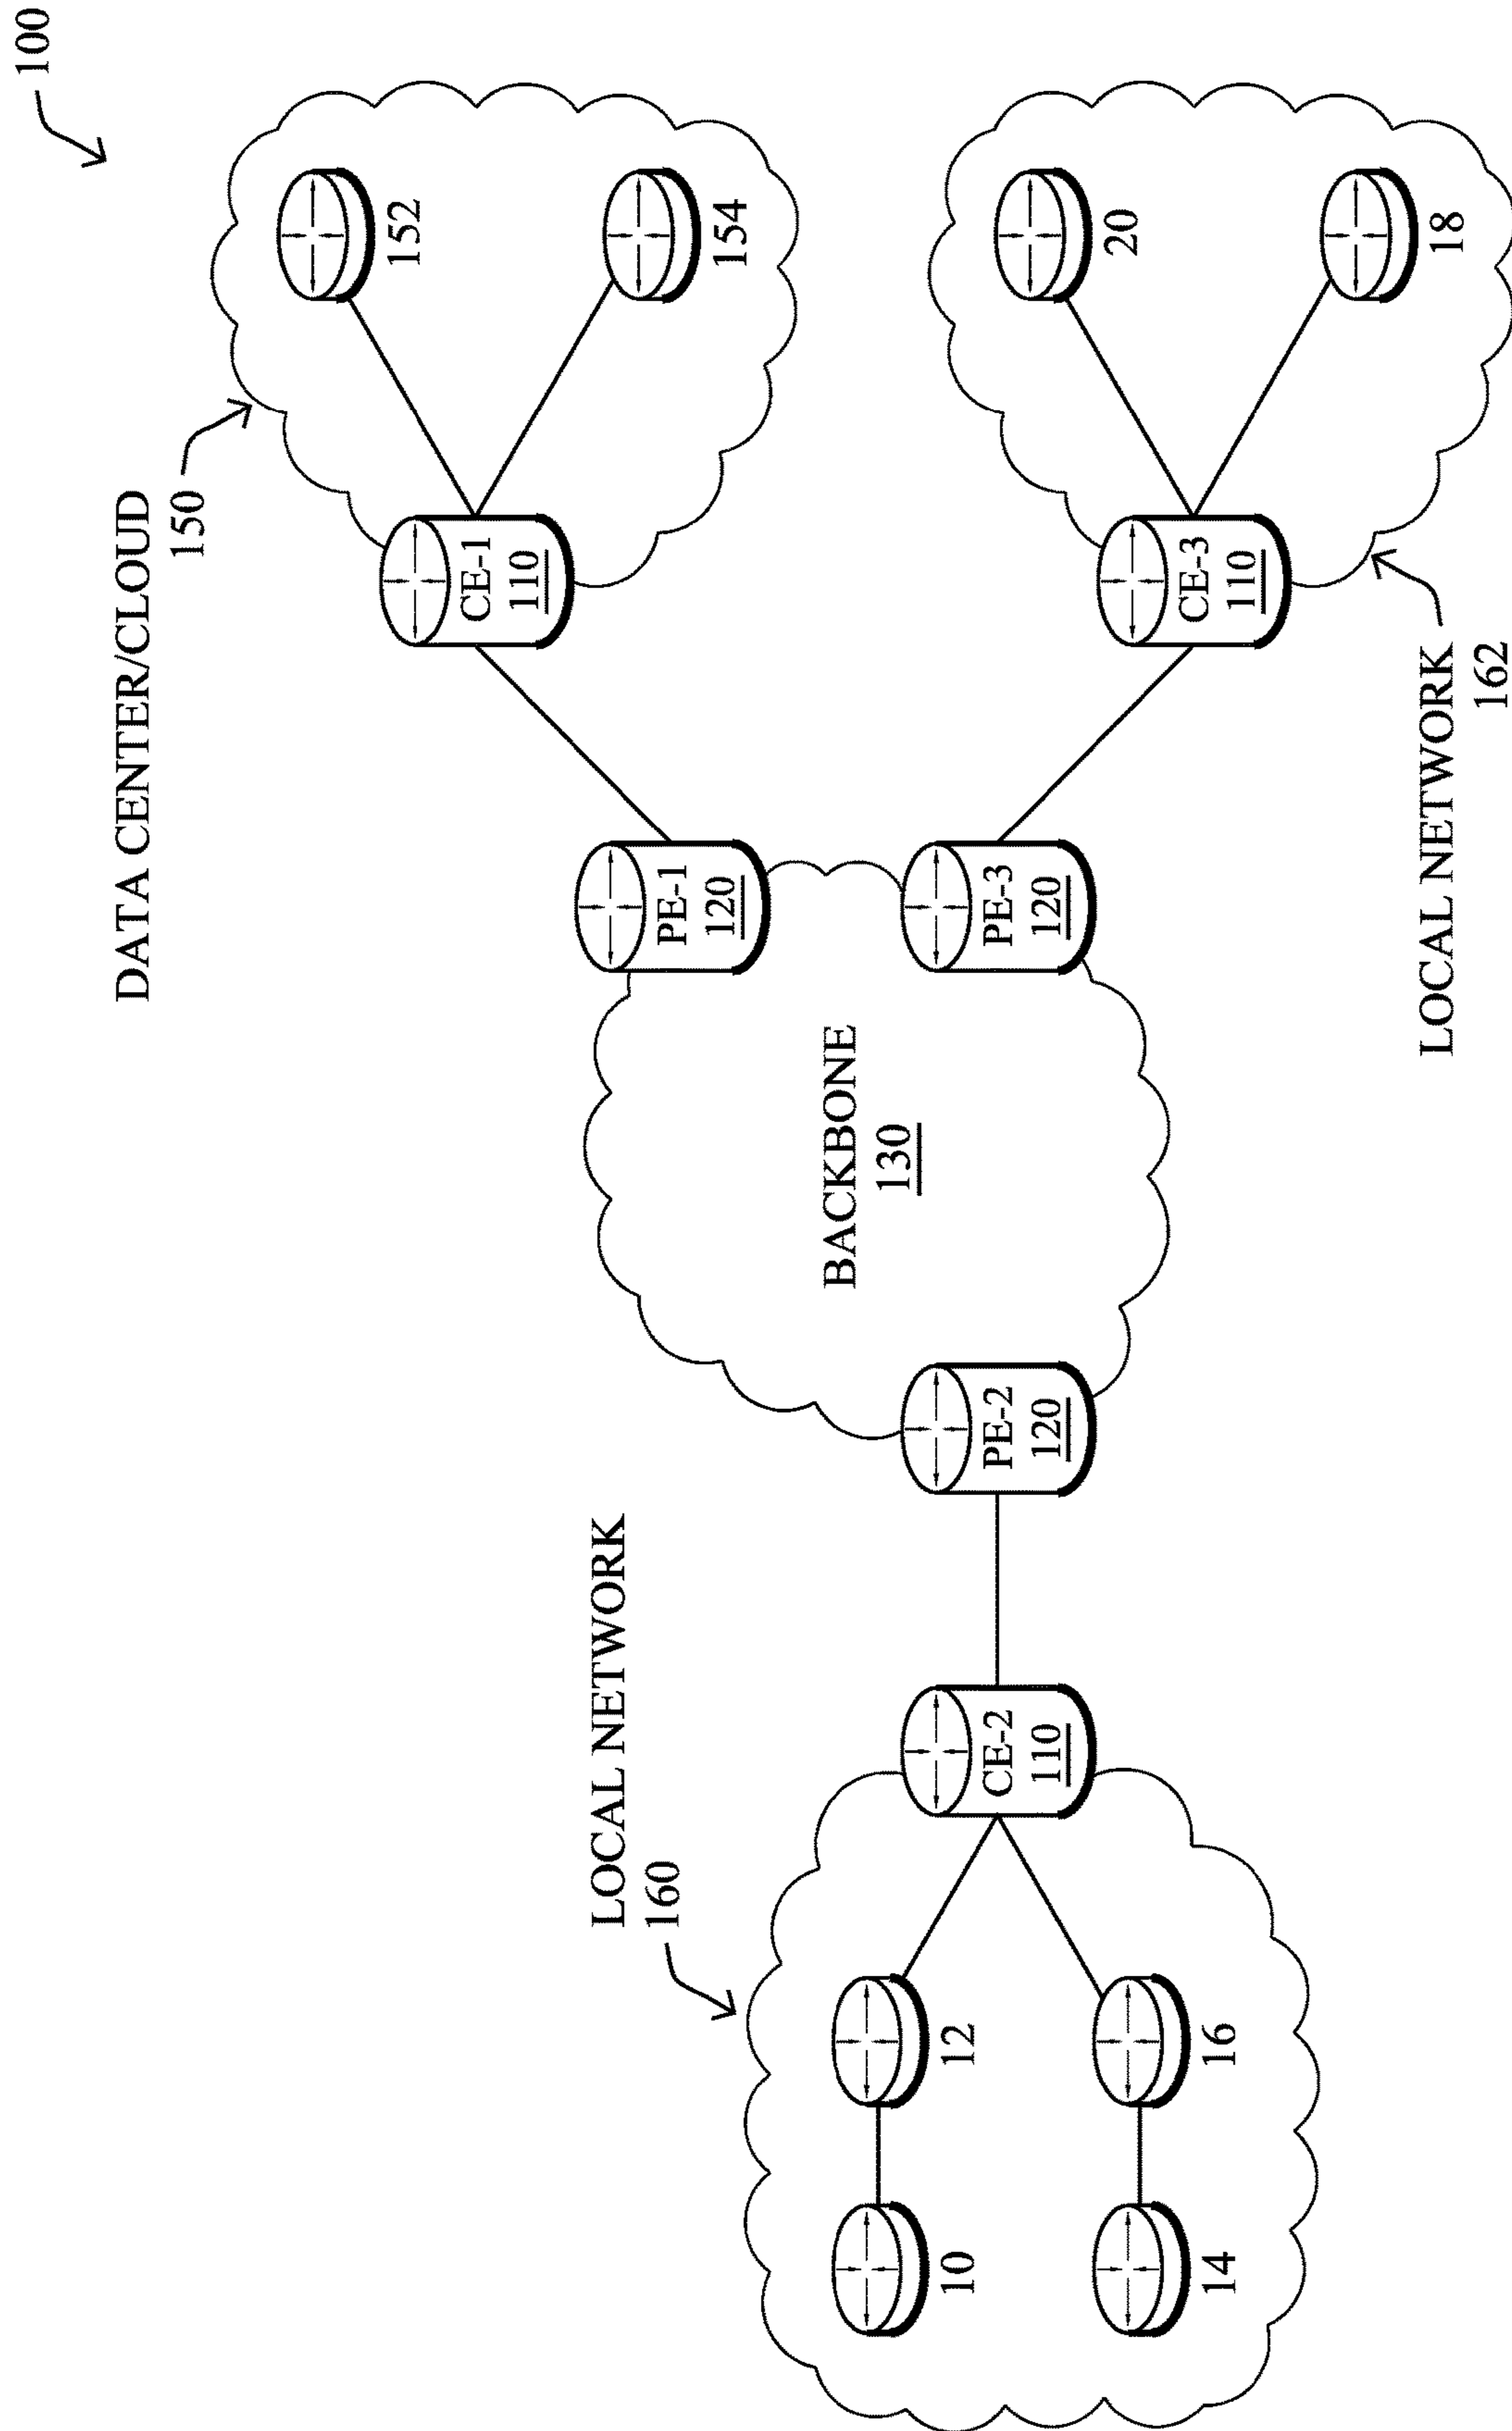 100
DATA CENTER/CLOUD
150
152
CE-1
110
154
PE-1
120
LOCAL NETWORK
160
BACKBONE
130
10
12
CE-2
110
PE-2
120
PE-3
120
14
16
20
CE-3
110
18
LOCAL NETWORK
162